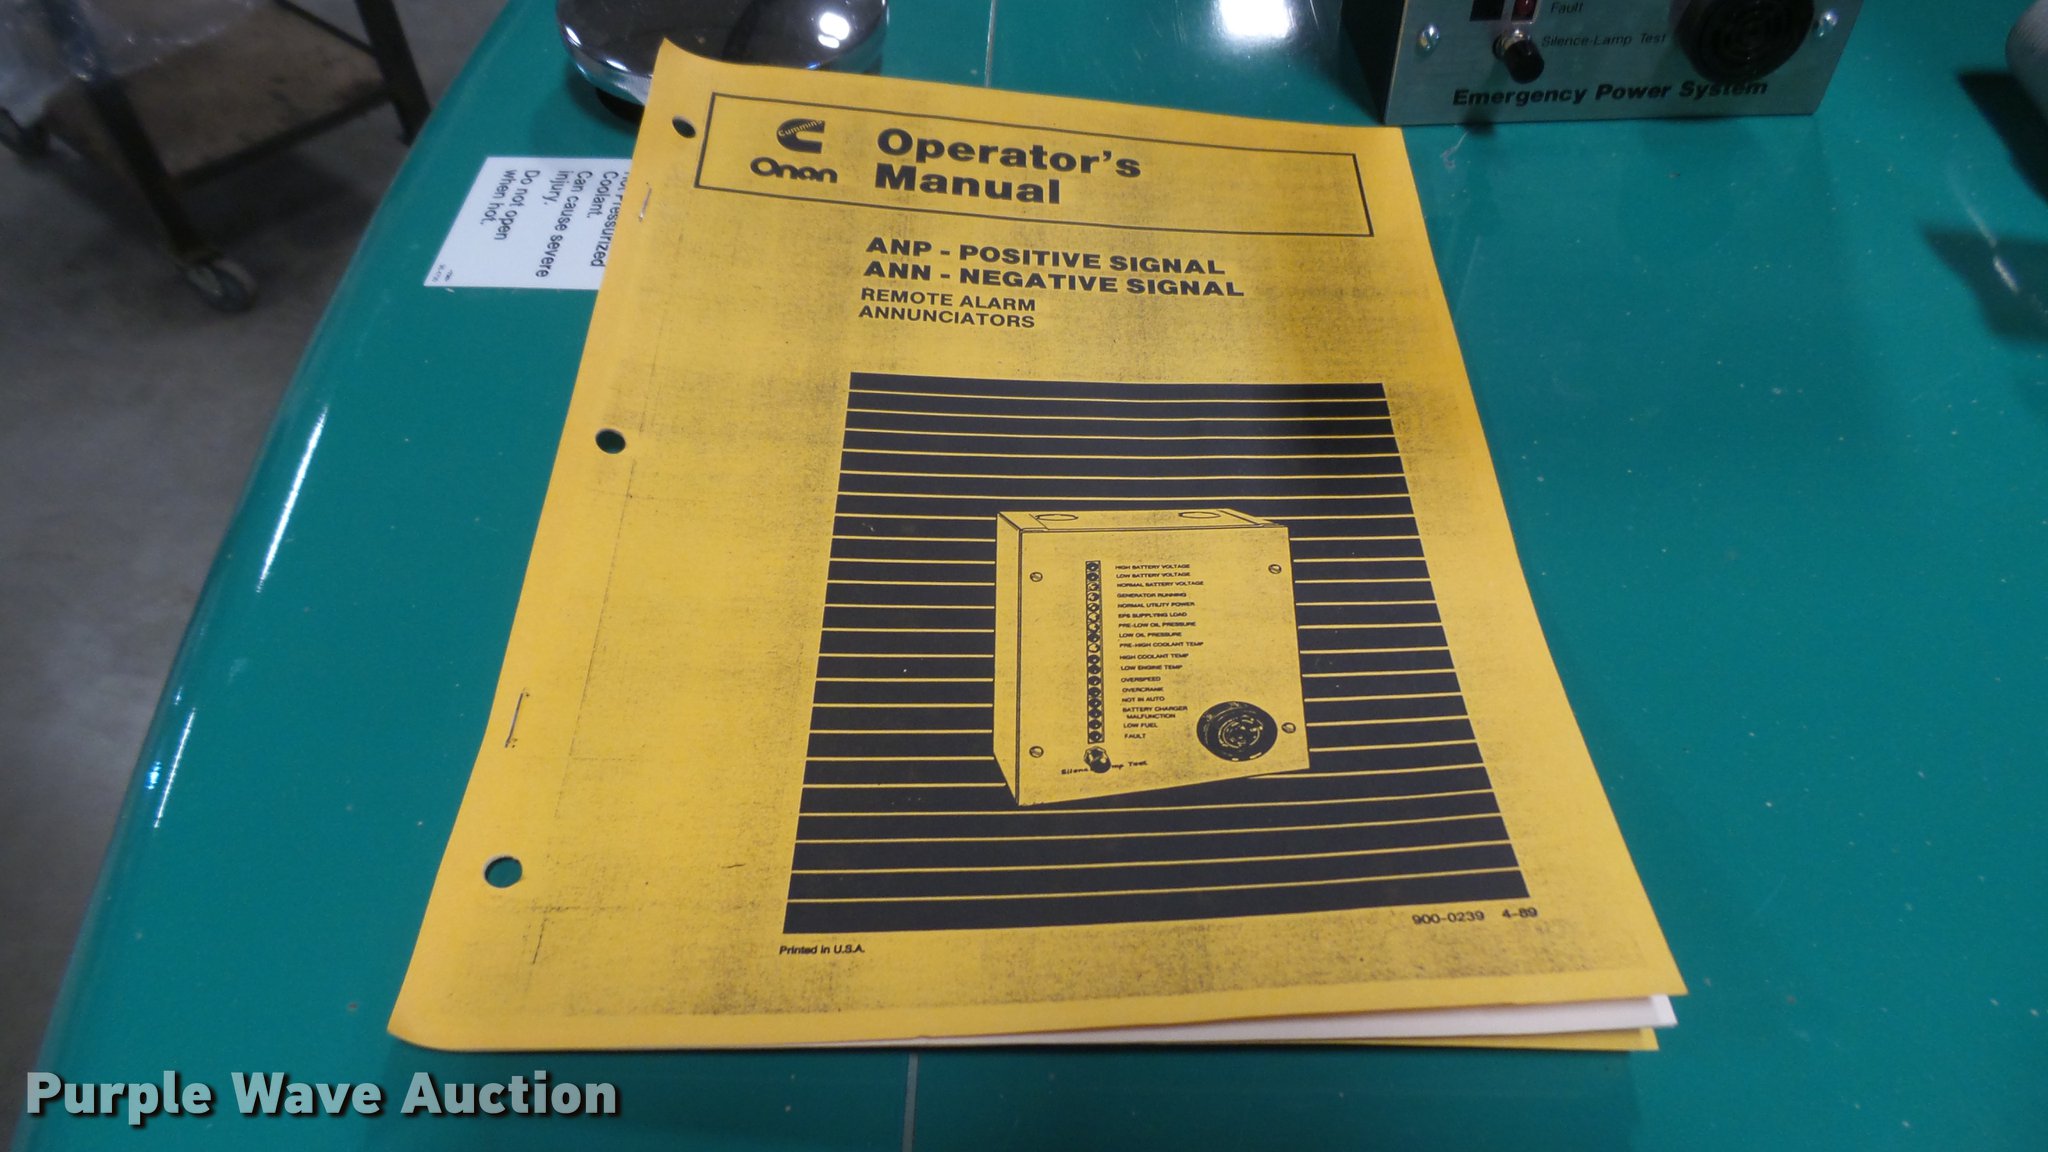 Fault
Silence-Lamp Test
Emergency Power System
Cummins
Onan
Operator's
Manual
Pressurized
Coolant.
Can cause severe
injury.
Do not open
when hot.
ANP - POSITIVE SIGNAL
ANN - NEGATIVE SIGNAL
REMOTE ALARM
ANNUNCIATORS
HIGH BATTERY VOLTAGE
LOW BATTERY VOLTAGE
NORMAL BATTERY VOLTAGE
GENERATOR RUNNING
NORMAL UTILITY POWER
EPS SUPPLYING LOAD
PRE-LOW OIL PRESSURE
LOW OIL PRESSURE
PRE-HIGH COOLANT TEMP
HIGH COOLANT TEMP
LOW ENGINE TEMP
OVERSPEED
OVERCRANK
NOT IN AUTO
BATTERY CHARGER
MALFUNCTION
LOW FUEL
FAULT
Test
900-0239 4-89
Printed in U.S.A.
Purple Wave Auction